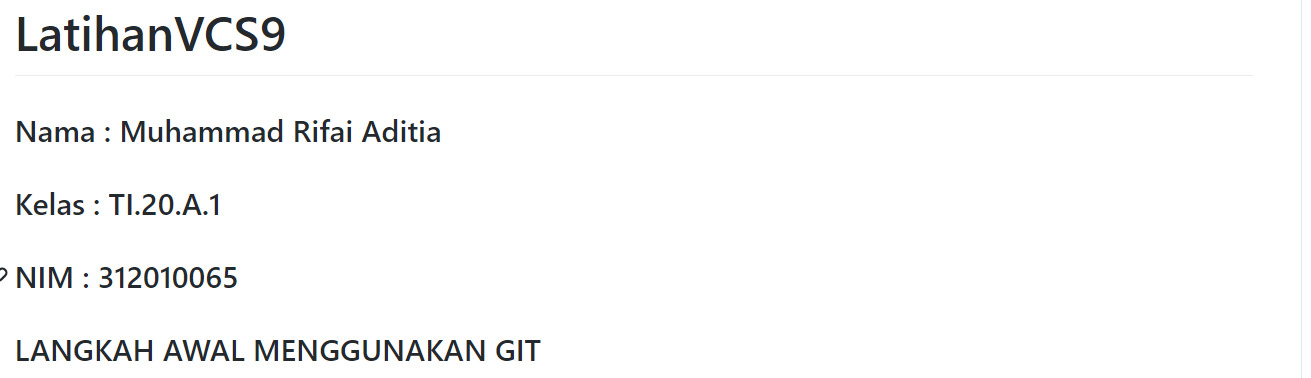 LatihanVCS9
Nama : Muhammad Rifai Aditia
Kelas : TI.20.A.1
NIM : 312010065
LANGKAH AWAL MENGGUNAKAN GIT